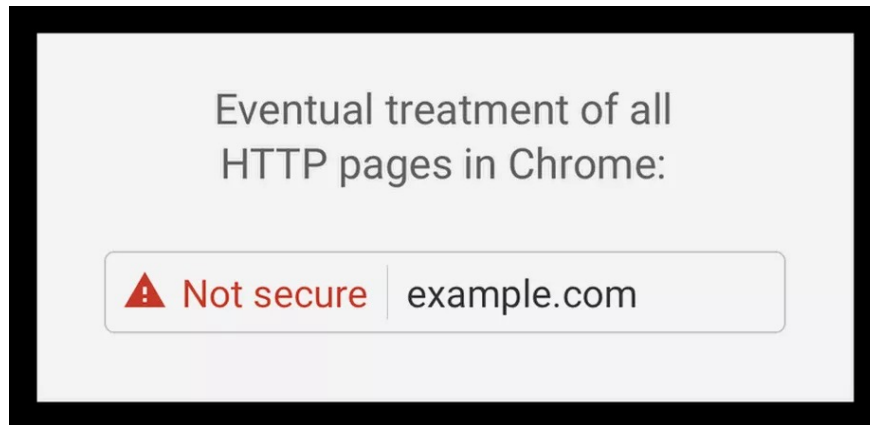 Eventual treatment of all
HTTP pages in Chrome:
Not secure example.com